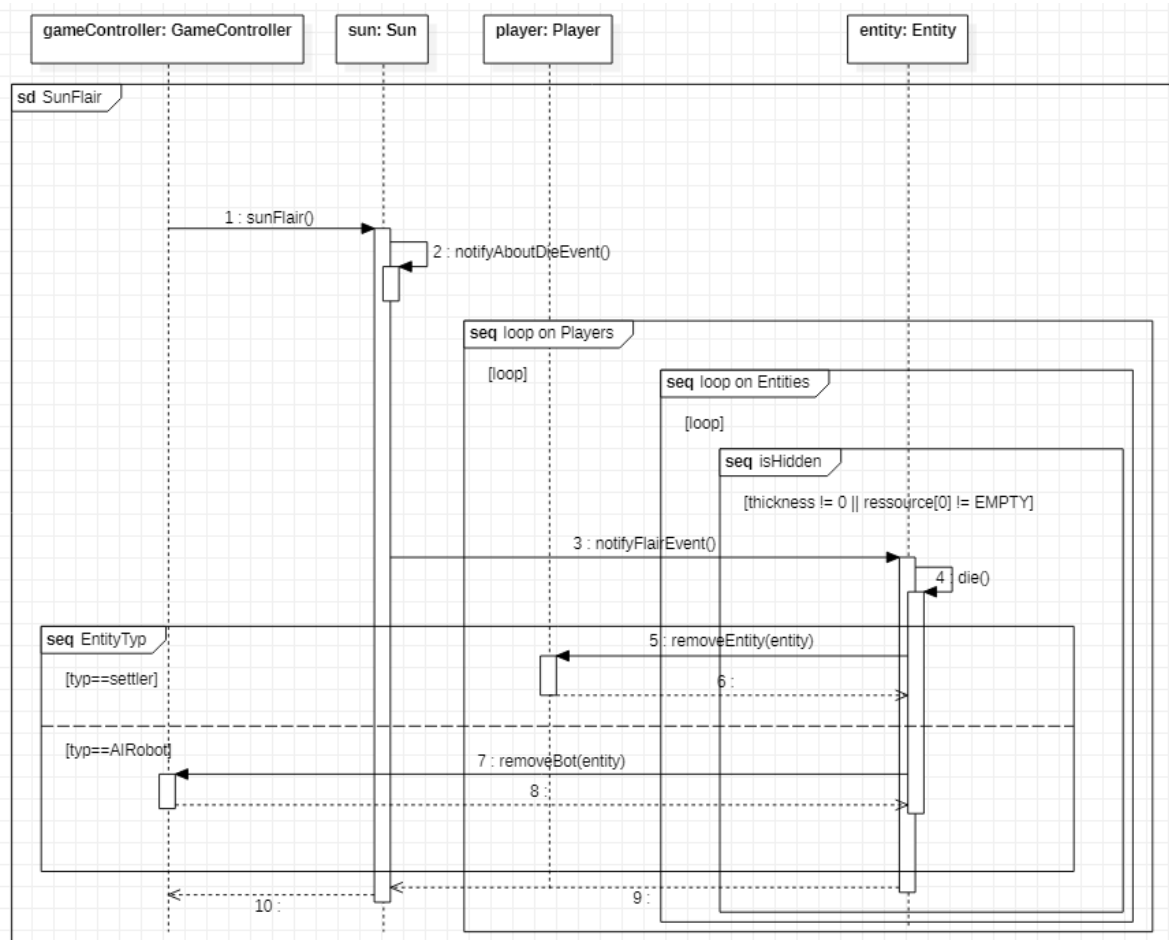 gameController: GameController
sun: Sun
player: Player
entity: Entity
sd SunFlair
1 : sunFlair()
2 : notifyAboutDieEvent()
seq loop on Players
[loop]
seq loop on Entities
[loop]
seq isHidden
[thickness != 0 || ressource[0] != EMPTY]
3 : notifyFlairEvent()
4 : die()
seq EntityTyp
5 : removeEntity(entity)
[typ==settler]
6 :
[typ==AIRobot]
7 : removeBot(entity)
8 :
9 :
10 :